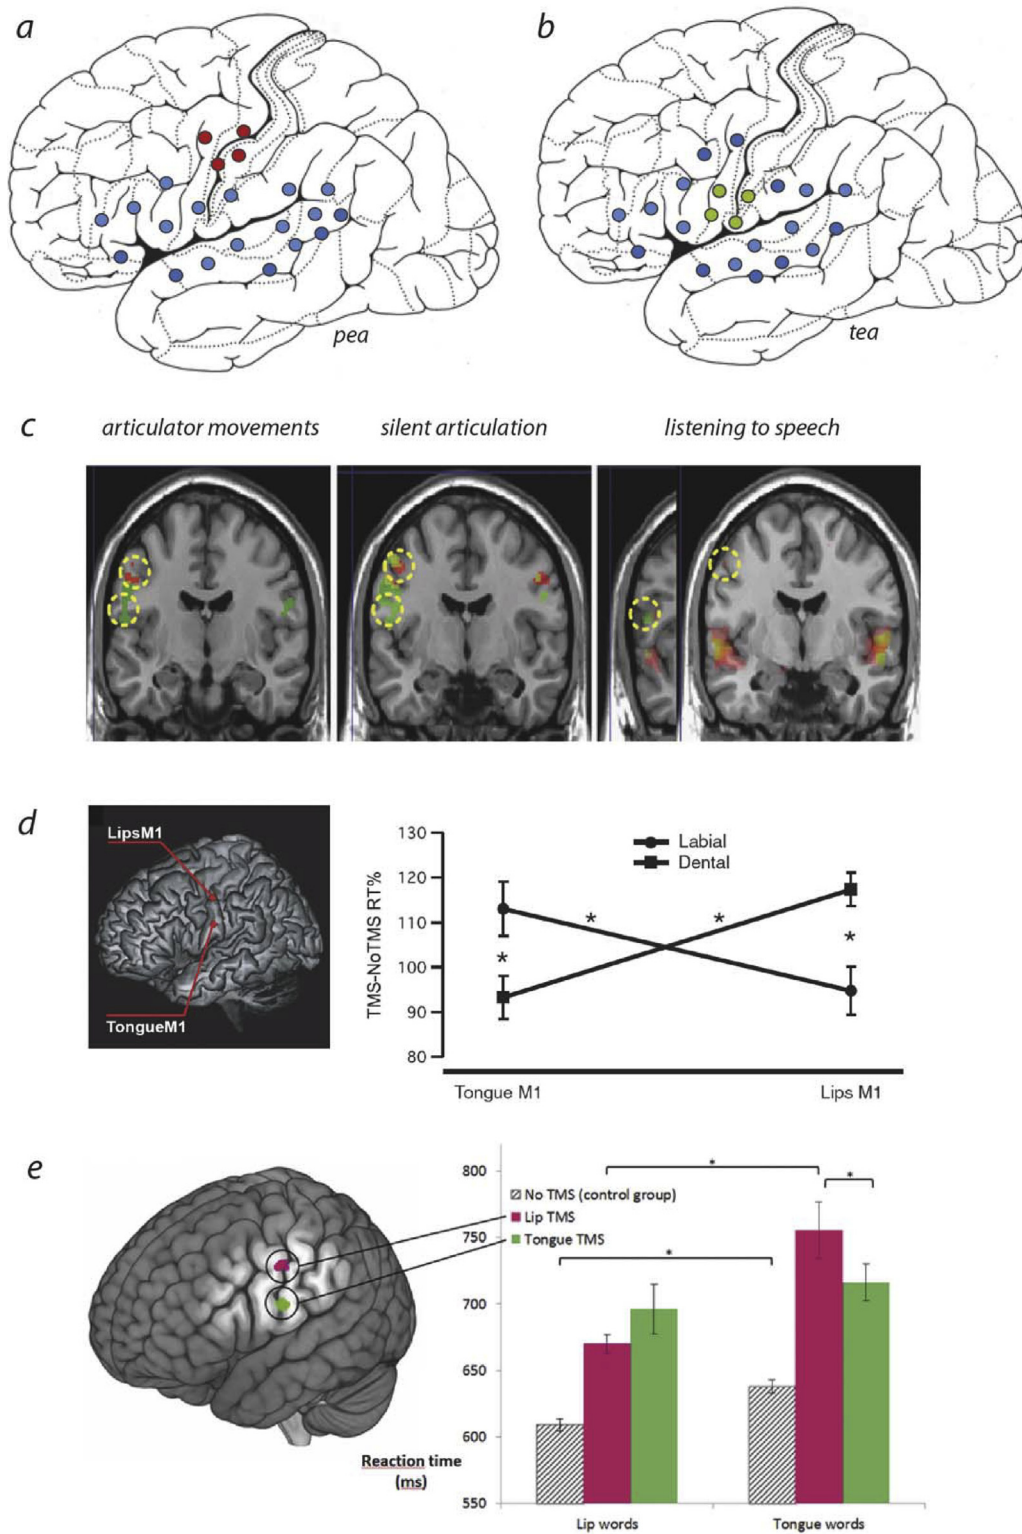 a
b
pea
tea
c
articulator movements
silent articulation
listening to speech
d
LipsM1
TongueM1
TMS-NoTMS RT%
130
120
110
100
90
80
Labial
Dental
*
*
*
*
Tongue M1
Lips M1
e
800
750
700
650
600
550
No TMS (control group)
Lip TMS
Tongue TMS
*
*
*
Reaction time
(ms)
Lip words
Tongue words